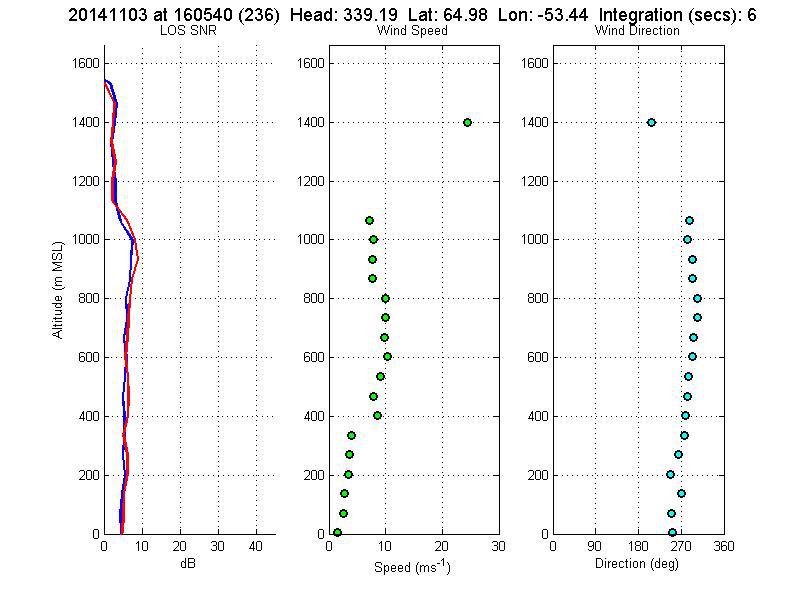 20141103 at 160540 (236)  Head: 339.19  Lat: 64.98  Lon: -53.44  Integration (secs): 6
LOS SNR
Wind Speed
Wind Direction
Altitude (m MSL)
1600
1400
1200
1000
800
600
400
200
0
0 10 20 30 40
dB
1600
1400
1200
1000
800
600
400
200
0
0 10 20 30
Speed (ms-1)
1600
1400
1200
1000
800
600
400
200
0
0 90 180 270 360
Direction (deg)